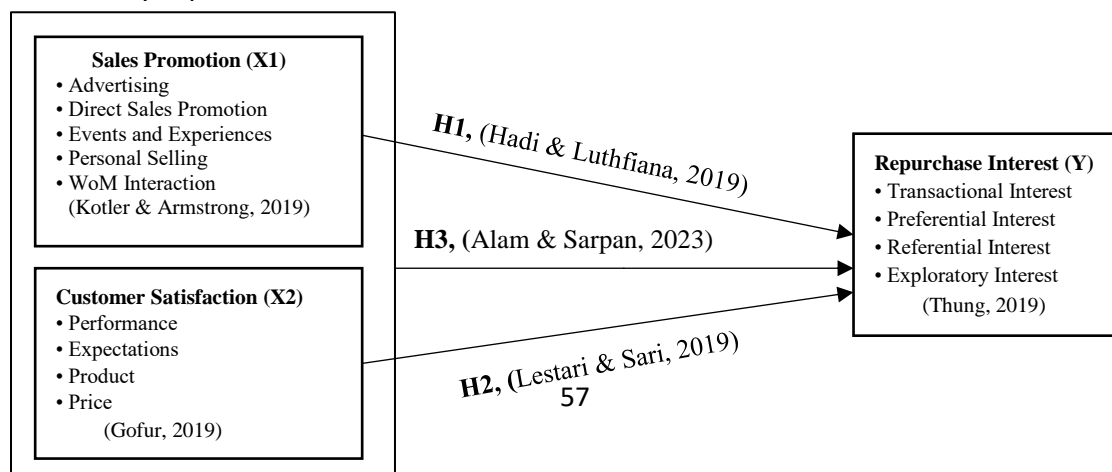 Sales Promotion (X1)
• Advertising
• Direct Sales Promotion
• Events and Experiences
• Personal Selling
• WoM Interaction
(Kotler & Armstrong, 2019)
Customer Satisfaction (X2)
• Performance
• Expectations
• Product
• Price
(Gofur, 2019)
H1, (Hadi & Luthfiana, 2019)
H3, (Alam & Sarpan, 2023)
H2, (Lestari & Sari, 2019)
57
Repurchase Interest (Y)
• Transactional Interest
• Preferential Interest
• Referential Interest
• Exploratory Interest
(Thung, 2019)